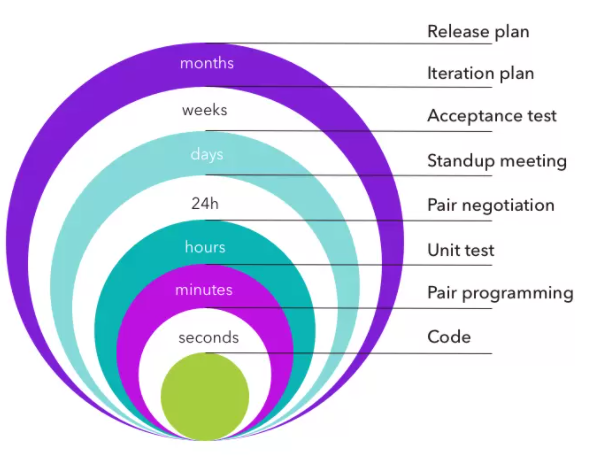 Release plan
months
Iteration plan
weeks
Acceptance test
days
Standup meeting
24h
Pair negotiation
hours
Unit test
minutes
Pair programming
seconds
Code